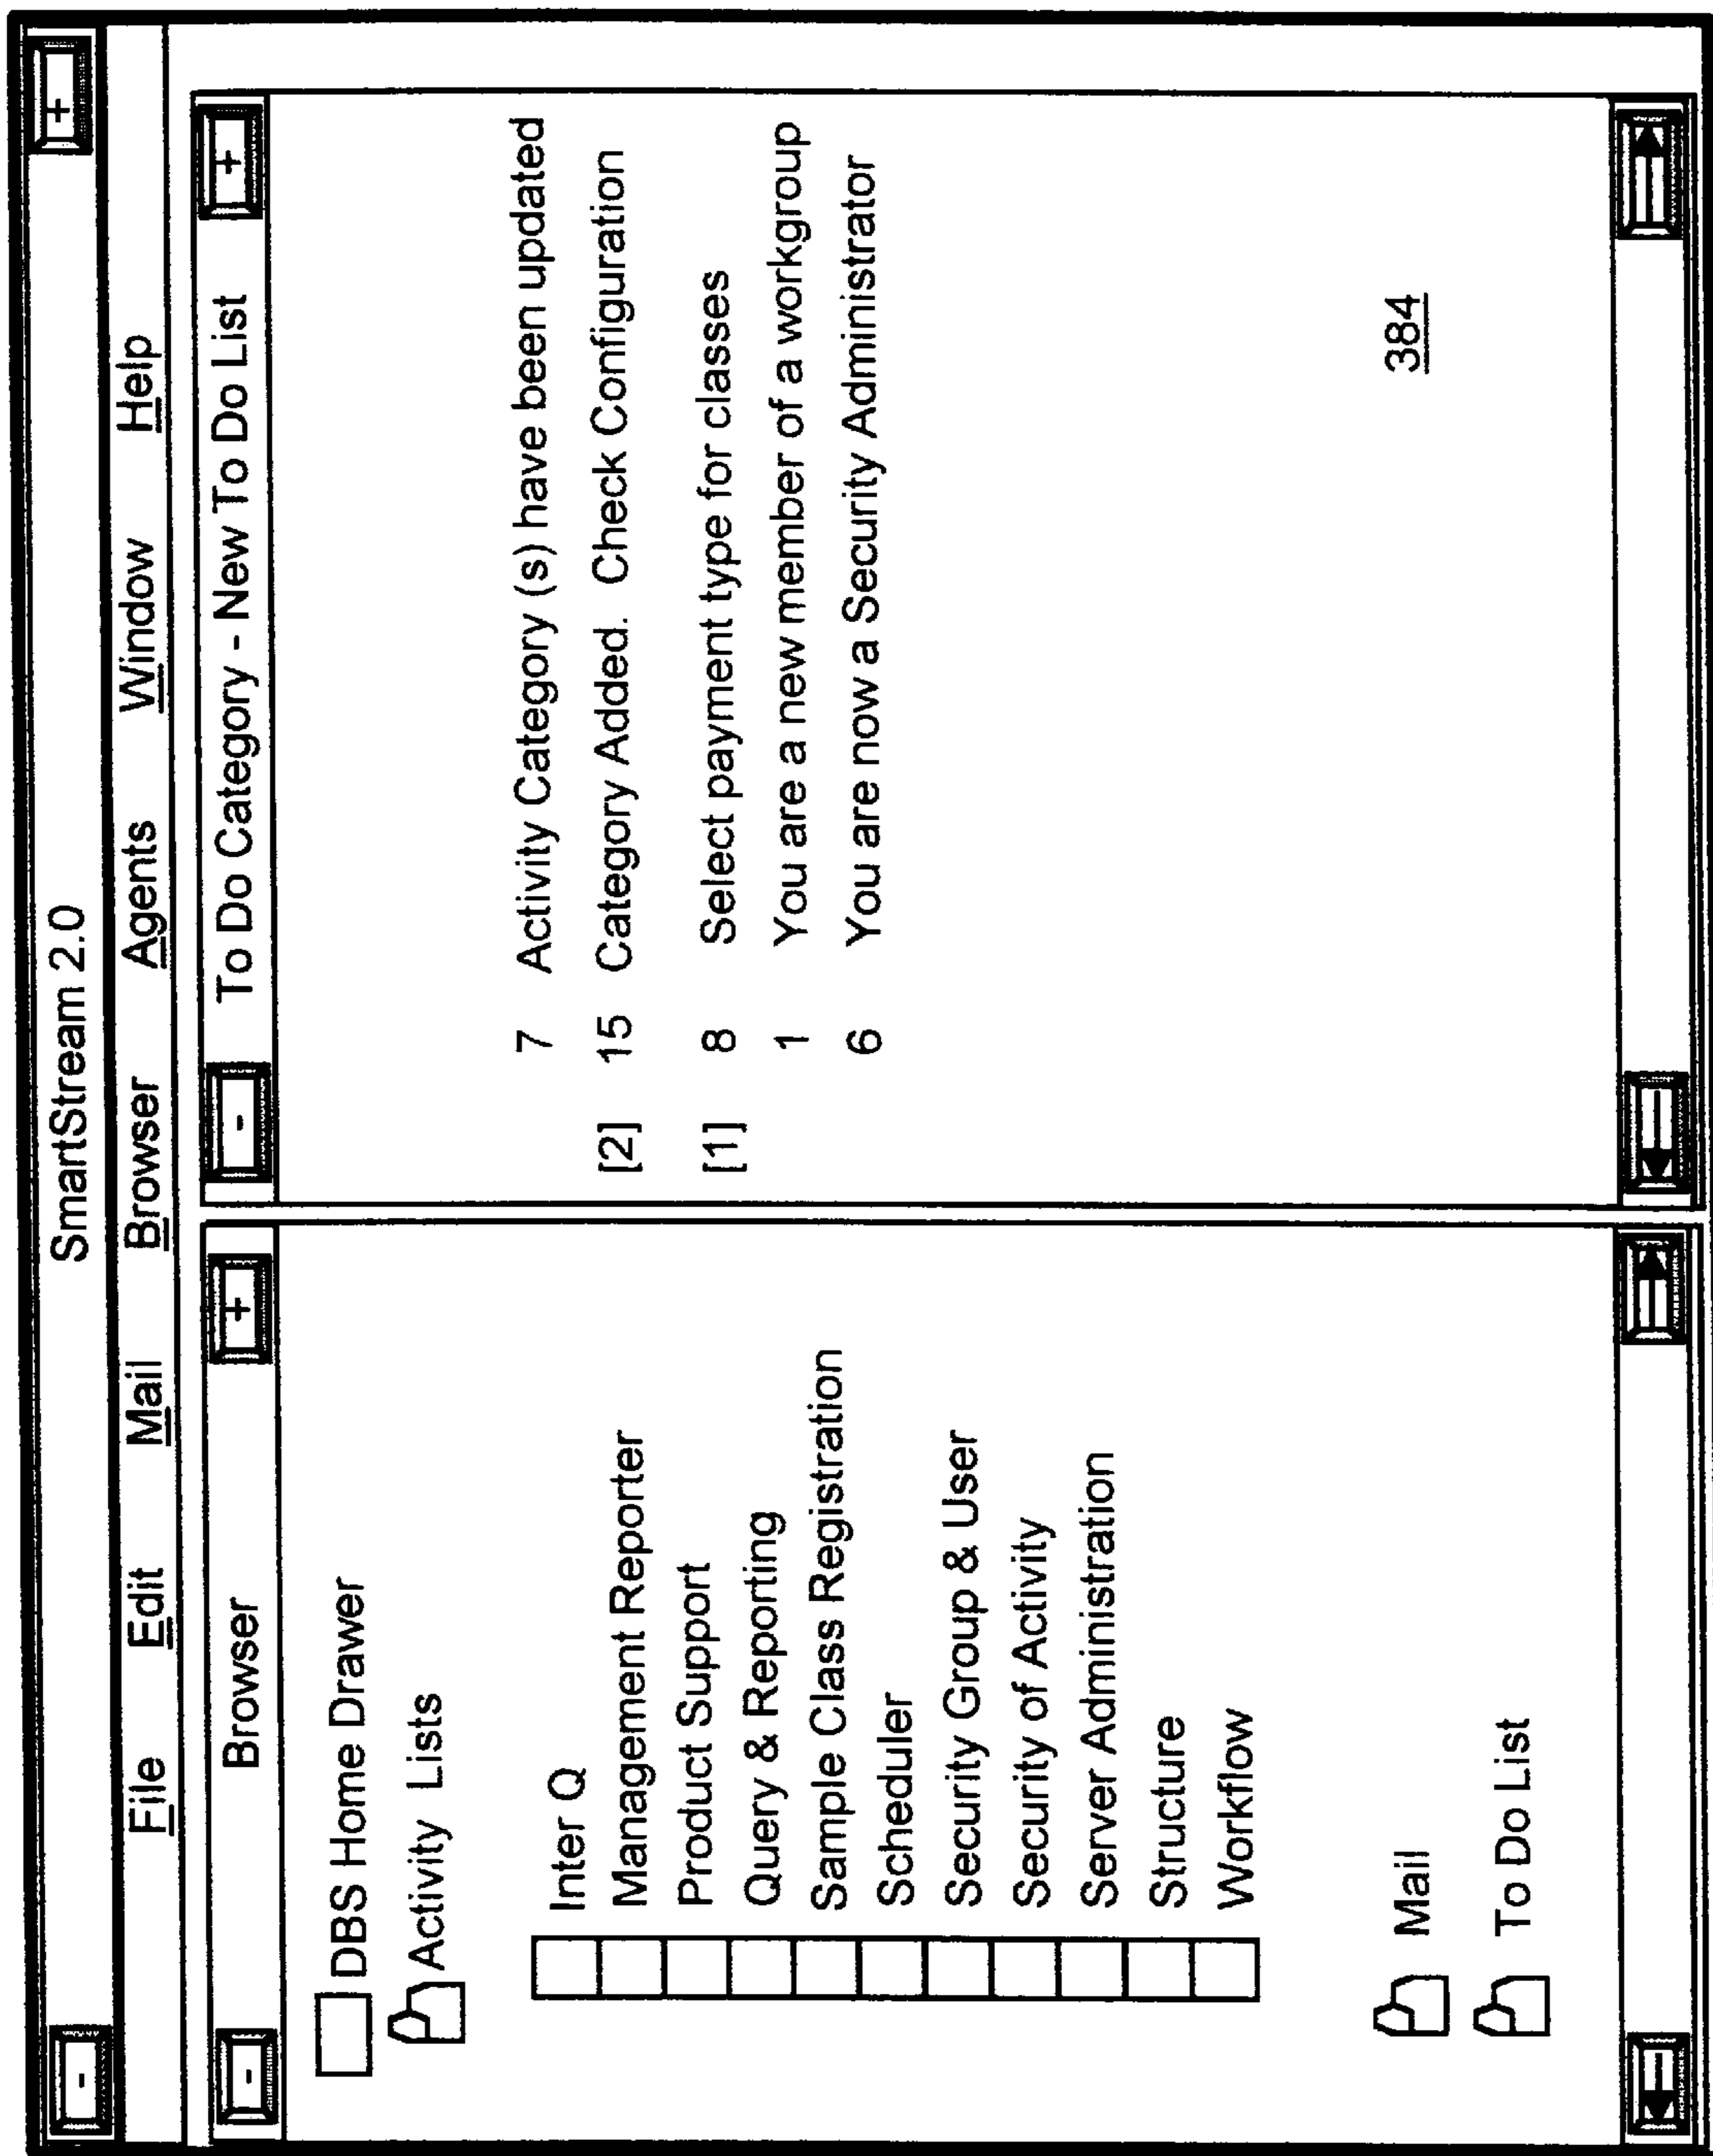 SmartStream 2.0
- +
File Edit Mail Browser Agents Window Help
- Browser +
DBS Home Drawer
Activity Lists
Inter Q
Management Reporter
Product Support
Query & Reporting
Sample Class Registration
Scheduler
Security Group & User
Security of Activity
Server Administration
Structure
Workflow
Mail
To Do List
- To Do Category - New To Do List +
7 Activity Category (s) have been updated
[2] 15 Category Added. Check Configuration
[1] 8 Select payment type for classes
1 You are a new member of a workgroup
6 You are now a Security Administrator
384